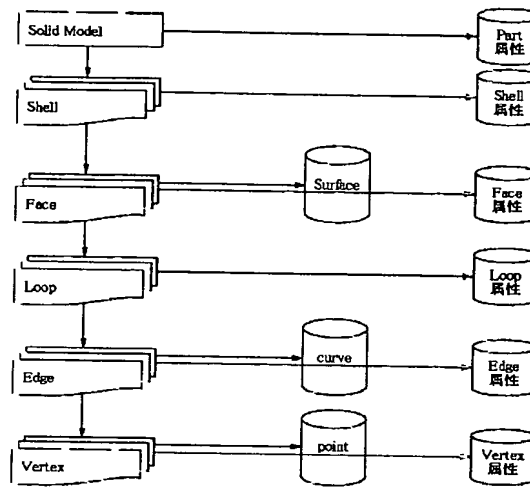 Solid Model
Part
属性
Shell
Shell
属性
Face
Surface
Face
属性
Loop
Loop
属性
Edge
curve
Edge
属性
Vertex
point
Vertex
属性